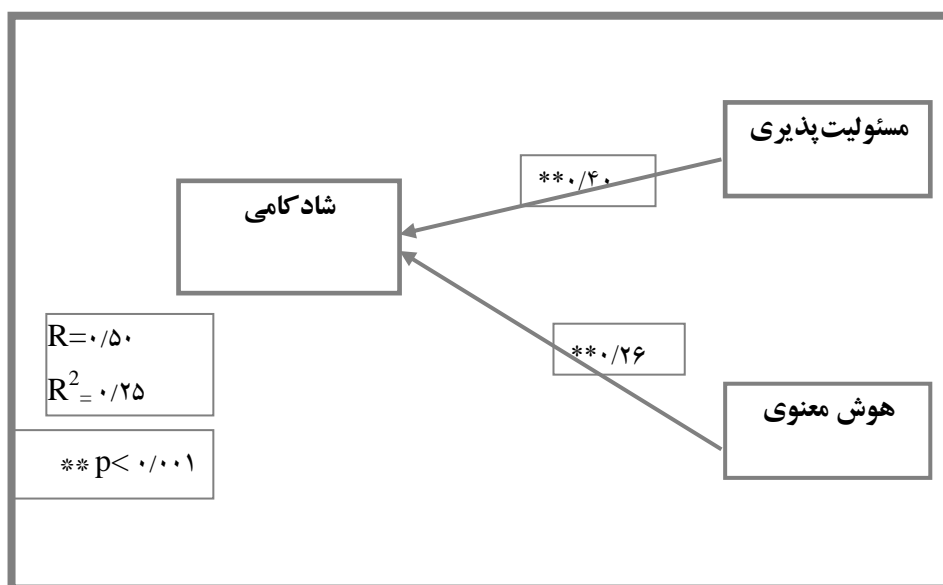 مسئولیت‌پذیری
**۰/۴۰
شادکامی
**۰/۲۶
هوش معنوی
R=۰/۵۰
R²= ۰/۲۵
** p< ۰/۰۰۱